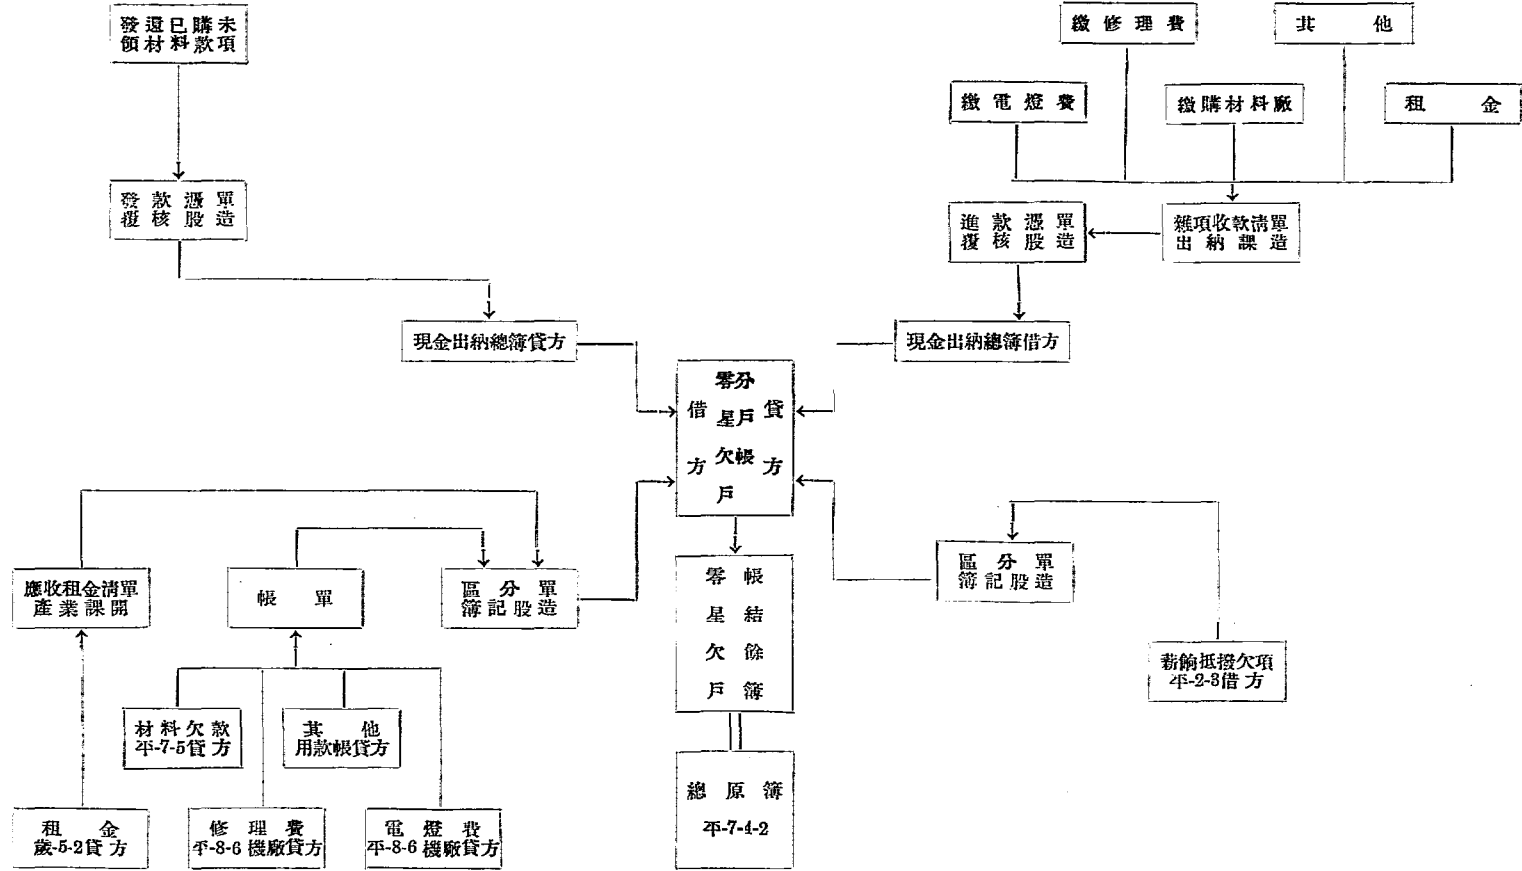 發還已購未
領材料款項
繳修理費
其他
繳電燈費
繳購材料廠
租金
發款憑單
覆核股造
進款憑單
覆核股造
雜項收款淸單
出納課造
現金出納總簿貸方
現金出納總簿借方
借方
零星欠戶
分戶帳
貸方
應收租金淸單
產業課開
帳單
區分單
簿記股造
零星欠戶
帳結餘簿
區分單
簿記股造
薪餉抵撥欠項
平-2-3借方
材料欠款
平-7-5貸方
其他
用款帳貸方
總原簿
平-7-4-2
租金
歲-5-2貸方
修理費
平-8-6機廠貸方
電燈費
平-8-6機廠貸方